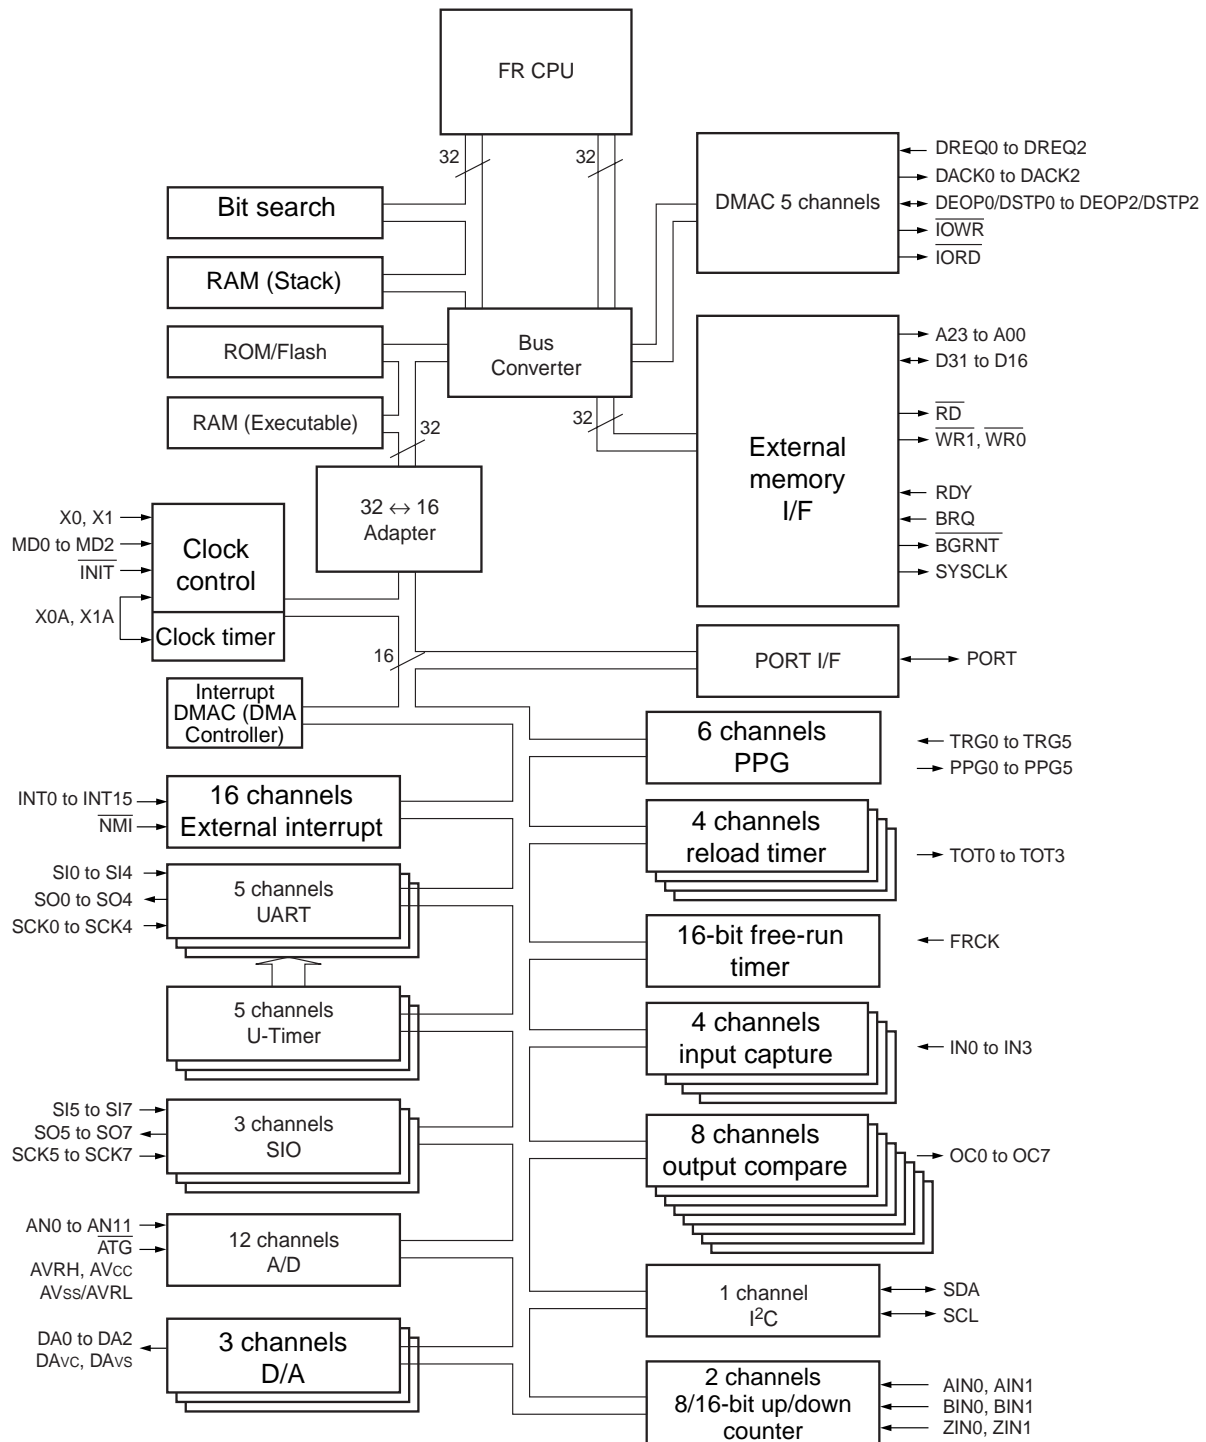 FR CPU
32
32
Bit search
RAM (Stack)
ROM/Flash
RAM (Executable)
Bus
Converter
32
32
DMAC 5 channels
DREQ0 to DREQ2
DACK0 to DACK2
DEOP0/DSTP0 to DEOP2/DSTP2
IOWR
IORD
External
memory
I/F
A23 to A00
D31 to D16
RD
WR1, WR0
RDY
BRQ
BGRNT
SYSCLK
32 ↔ 16
Adapter
X0, X1
MD0 to MD2
INIT
X0A, X1A
Clock
control
Clock timer
16
PORT I/F
PORT
Interrupt
DMAC (DMA
Controller)
6 channels
PPG
TRG0 to TRG5
PPG0 to PPG5
INT0 to INT15
NMI
16 channels
External interrupt
4 channels
reload timer
TOT0 to TOT3
SI0 to SI4
SO0 to SO4
SCK0 to SCK4
5 channels
UART
16-bit free-run
timer
FRCK
5 channels
U-Timer
4 channels
input capture
IN0 to IN3
SI5 to SI7
SO5 to SO7
SCK5 to SCK7
3 channels
SIO
8 channels
output compare
OC0 to OC7
AN0 to AN11
ATG
AVRH, AVCC
AVSS/AVRL
12 channels
A/D
1 channel
I²C
SDA
SCL
DA0 to DA2
DAVC, DAVS
3 channels
D/A
2 channels
8/16-bit up/down
counter
AIN0, AIN1
BIN0, BIN1
ZIN0, ZIN1